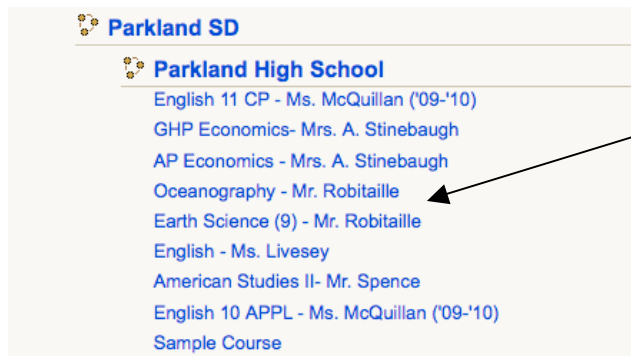 Parkland SD
Parkland High School
English 11 CP - Ms. McQuillan ('09-'10)
GHP Economics- Mrs. A. Stinebaugh
AP Economics - Mrs. A. Stinebaugh
Oceanography - Mr. Robitaille
Earth Science (9) - Mr. Robitaille
English - Ms. Livesey
American Studies II- Mr. Spence
English 10 APPL - Ms. McQuillan ('09-'10)
Sample Course